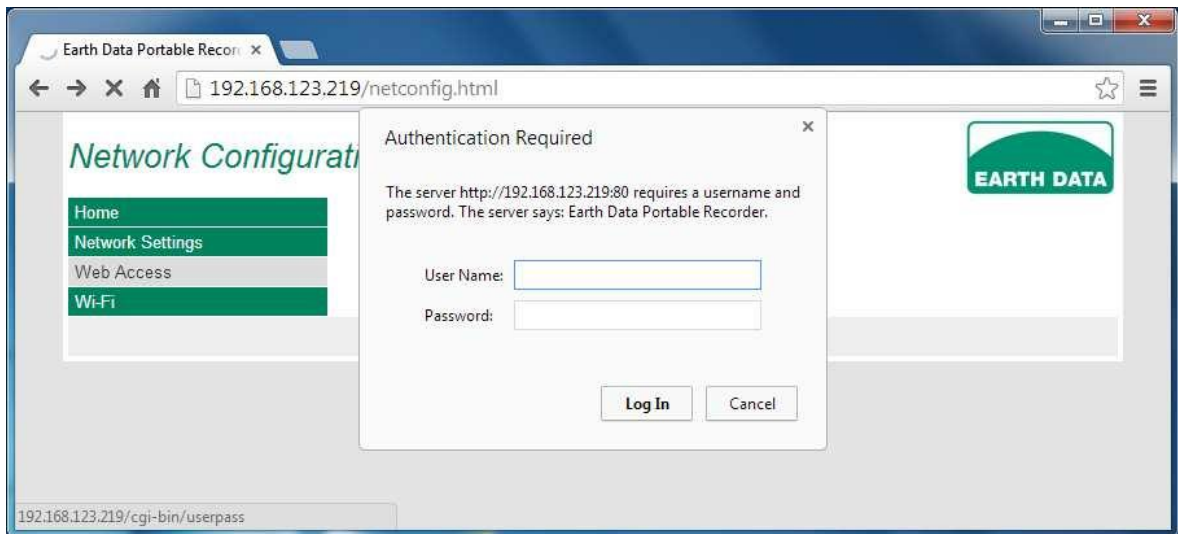 Earth Data Portable Recor
192.168.123.219/netconfig.html
Network Configurati
EARTH DATA
Home
Network Settings
Web Access
Wi-Fi
Authentication Required
The server http://192.168.123.219:80 requires a username and
password. The server says: Earth Data Portable Recorder.
User Name:
Password:
Log In
Cancel
192.168.123.219/cgi-bin/userpass